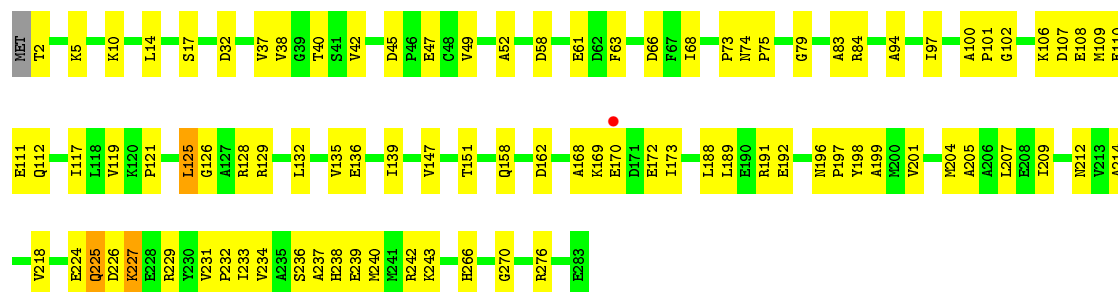 MET T2 K5 K10 L14 S17 D32 V37 V38 G39 T40 S41 V42 D45 P46 E47 C48 V49 A52 D58 E61 D62 F63 D66 F67 I68 P73 N74 P75 G79 A83 R84 A94 I97 A100 P101 G102 K106 D107 E108 M109
E111 Q112 I117 L118 V119 K120 P121 L125 G126 A127 R128 R129 L132 V135 E136 I139 V147 T151 Q158 D162 A168 K169 E170 D171 E172 I173 L188 L189 E190 R191 E192 N196 P197 Y198 A199 M200 V201 M204 A205 A206 L207 E208 I209 N212 V213 A214
V218 E224 Q225 D226 K227 E228 R229 Y230 V231 P232 I233 V234 A235 S236 A237 H238 E239 M240 M241 R242 K243 H266 G270 R276 E283